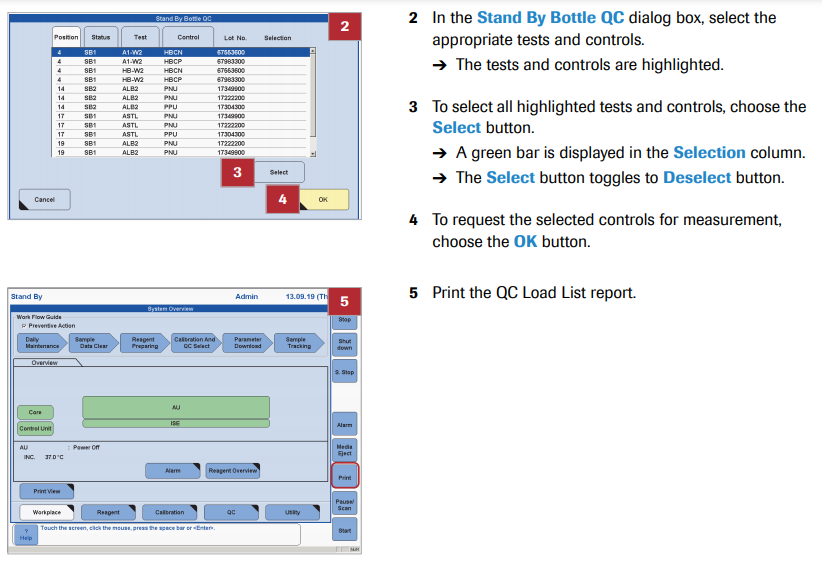 Stand By Bottle QC
2
Position Status Test Control Lot No. Selection
4 SB1 A1-W2 HBCN 67553600
4 SB1 A1-W2 HBCP 67983300
4 SB1 HB-W2 HBCN 67553600
4 SB1 HB-W2 HBCP 67983300
14 SB2 ALB2 PNU 17349900
14 SB2 ALB2 PNU 17222200
14 SB2 ALB2 PPU 17304300
17 SB1 ASTL PNU 17349900
17 SB1 ASTL PNU 17222200
17 SB1 ASTL PPU 17304300
19 SB1 ALB2 PNU 17222200
19 SB1 ALB2 PNU 17349900
3 Select
Cancel 4 OK
2 In the Stand By Bottle QC dialog box, select the
appropriate tests and controls.
→ The tests and controls are highlighted.
3 To select all highlighted tests and controls, choose the
Select button.
→ A green bar is displayed in the Selection column.
→ The Select button toggles to Deselect button.
4 To request the selected controls for measurement,
choose the OK button.
Stand By Admin 13.09.19 (Th
5
System Overview
Work Flow Guide
Preventive Action
Daily
Maintenance
Sample
Data Clear
Reagent
Preparing
Calibration And
QC Select
Parameter
Download
Sample
Tracking
Overview
AU
ISE
Core
Control Unit
AU : Power Off
INC. 37.0 °C
Alarm Reagent Overview
Print View
Workplace Reagent Calibration QC Utility
? Touch the screen, click the mouse, press the space bar or <Enter>.
Help
Stop
Shut
down
S. Stop
Alarm
Media
Eject
Print
Pause/
Scan
Start
NUM
5 Print the QC Load List report.